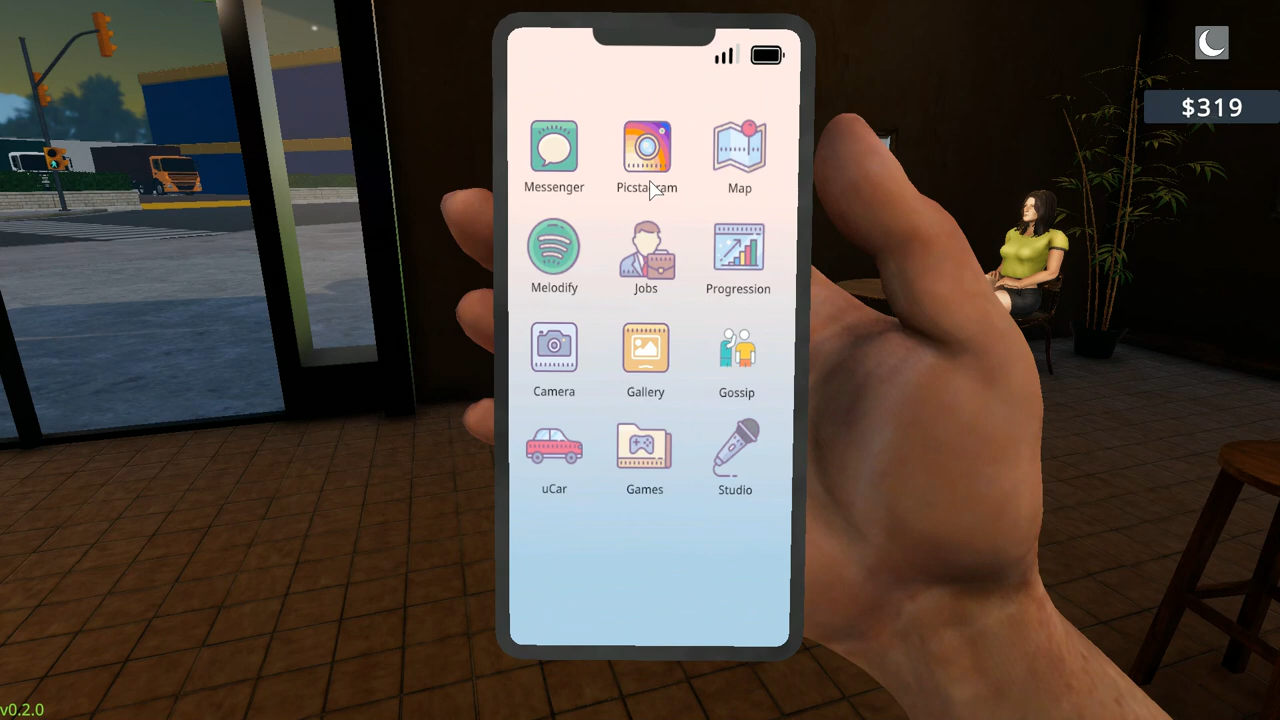 $319
Messenger
Picstagram
Map
Melodify
Jobs
Progression
Camera
Gallery
Gossip
uCar
Games
Studio
v0.2.0